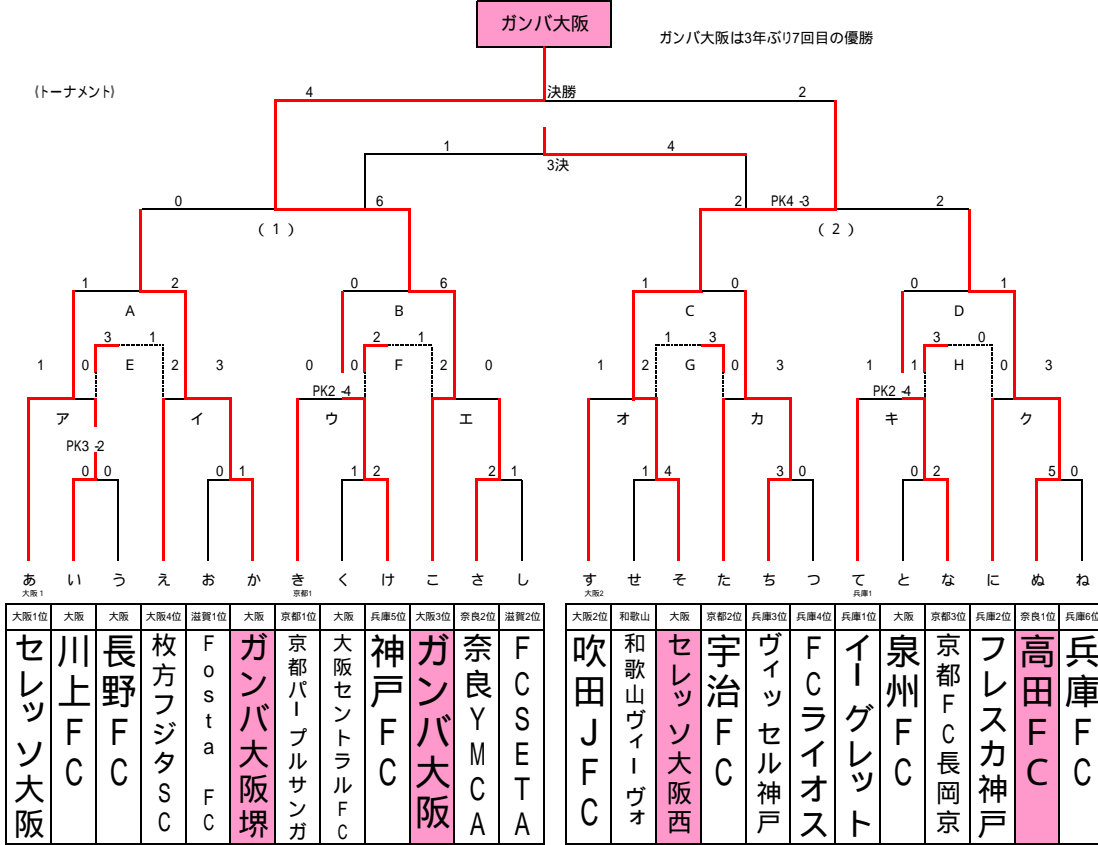 ガンバ大阪
ガンバ大阪は3年ぶり7回目の優勝
(トーナメント)
4 決勝 2
1 4
3決
0 6 2 PK4 -3 2
(1) (2)
1 2 0 6 1 0 0 1
A B C D
3 1 2 1 1 3 3 0
1 0 E 2 3 0 0 F 2 0 1 2 G 0 3 1 1 H 0 3
PK2 -4 PK2 -4
ア イ ウ エ オ カ キ ク
PK3 -2
0 0 0 1 1 2 2 1 1 4 3 0 0 2 5 0
あ い う え お か き く け こ さ し す せ そ た ち つ て と な に ぬ ね
大阪1 京都1 大阪2 兵庫1
大阪1位 大阪 大阪 大阪4位 滋賀1位 大阪 京都1位 大阪 兵庫5位 大阪3位 奈良2位 滋賀2位 大阪2位 和歌山 大阪 京都2位 兵庫3位 兵庫4位 兵庫1位 大阪 京都3位 兵庫2位 奈良1位 兵庫6位
セレッソ大阪
川上FC
長野FC
枚方フジタSC
Fosta FC
ガンバ大阪堺
京都パープルサンガ
大阪セントラルFC
神戸FC
ガンバ大阪
奈良YMCA
FCSETA
吹田JFC
和歌山ヴィーヴォ
セレッソ大阪西
宇治FC
ヴィッセル神戸
FCライオス
イーグレット
泉州FC
京都FC長岡京
フレスカ神戸
高田FC
兵庫FC